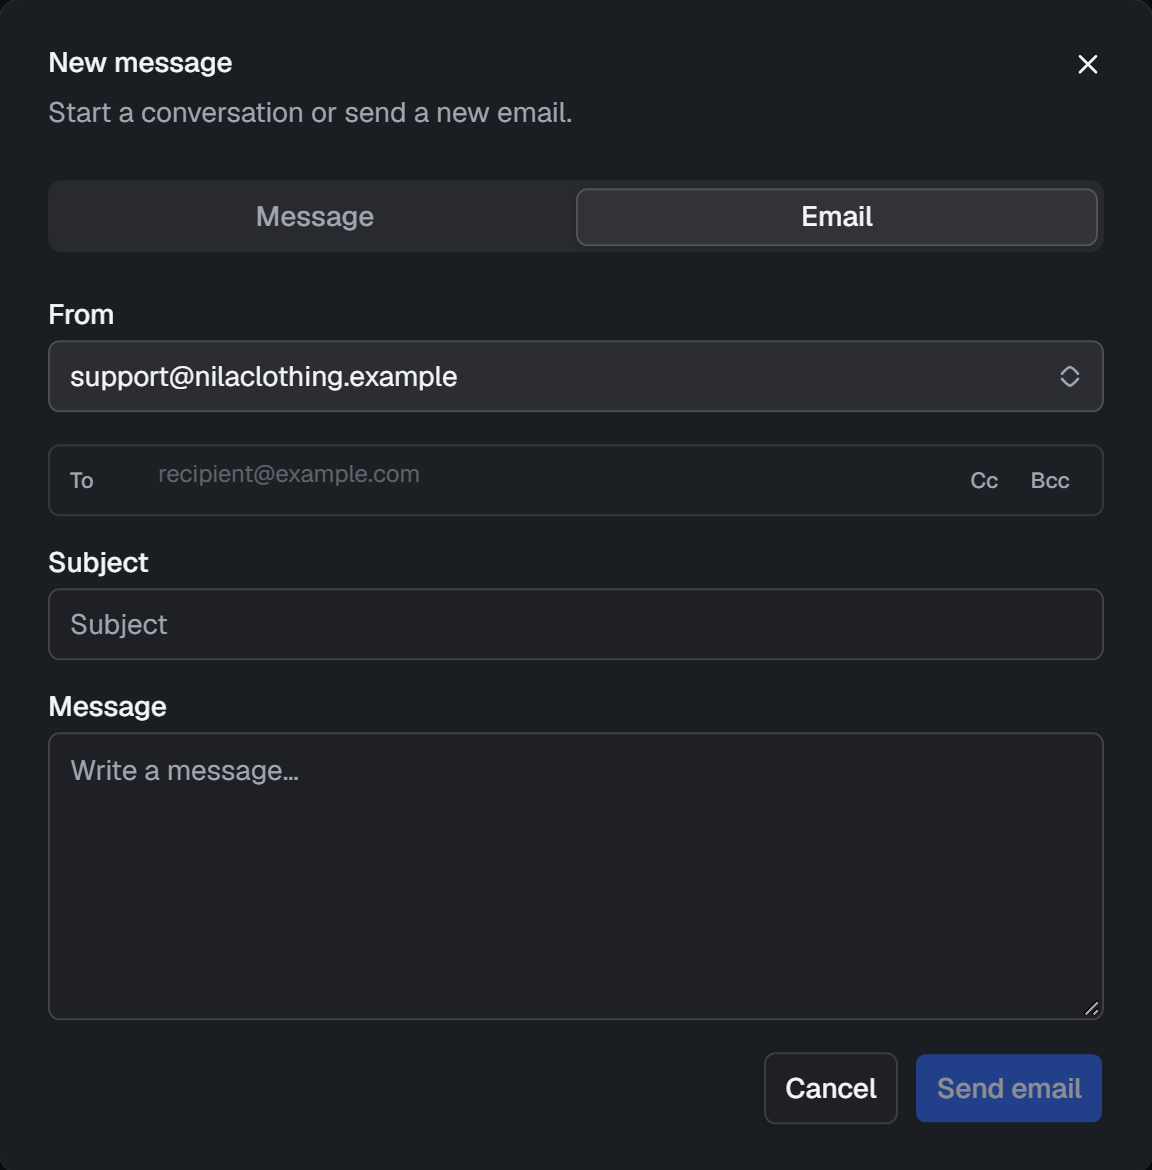 New message
Start a conversation or send a new email.
Message
Email
From
support@nilaclothing.example
To recipient@example.com Cc Bcc
Subject
Subject
Message
Write a message...
Cancel
Send email